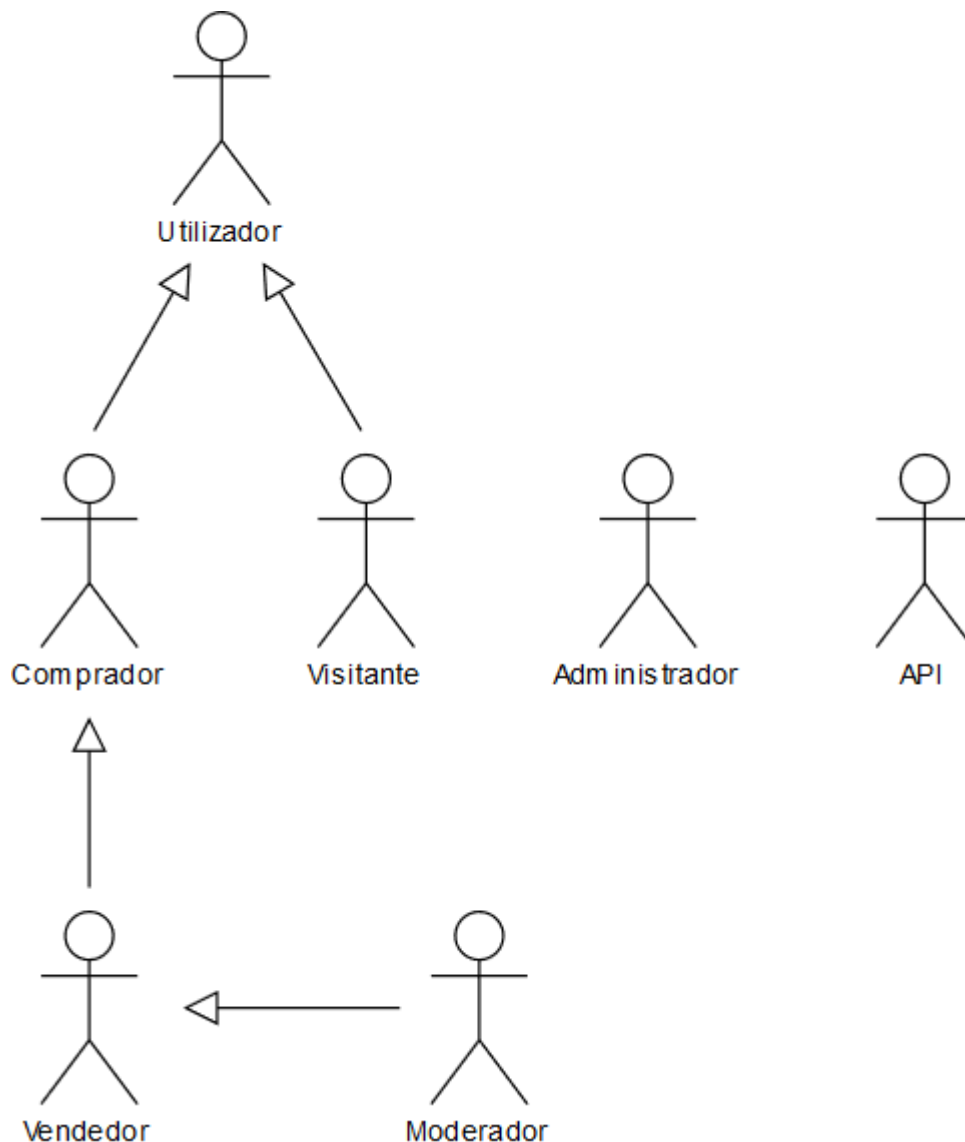 Utilizador
Comprador
Visitante
Administrador
API
Vendedor
Moderador